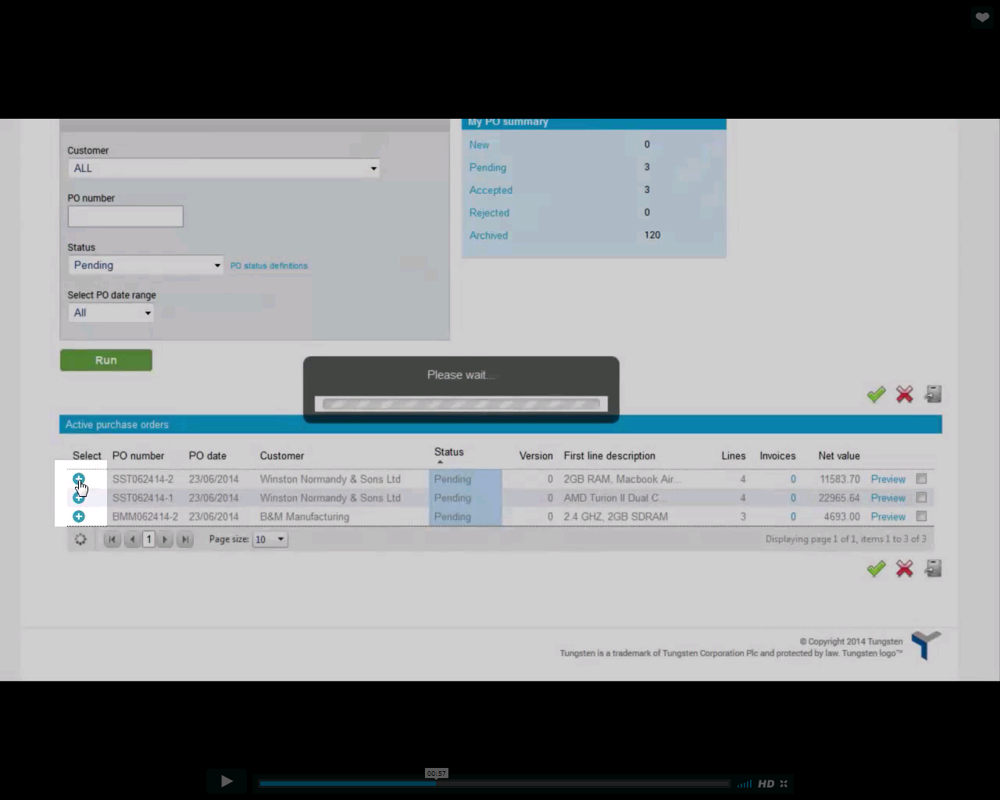 My PO summary
Customer
ALL
New 0
Pending 3
PO number
Accepted 3
Rejected 0
Archived 120
Status
Pending PO status definitions
Select PO date range
All
Run
Please wait...
Active purchase orders
Select PO number PO date Customer Status Version First line description Lines Invoices Net value
SST062414-2 23/06/2014 Winston Normandy & Sons Ltd Pending 0 2GB RAM, Macbook Air... 4 0 11583.70 Preview
SST062414-1 23/06/2014 Winston Normandy & Sons Ltd Pending 0 AMD Turion II Dual C... 4 0 22965.64 Preview
BMM062414-2 23/06/2014 B&M Manufacturing Pending 0 2.4 GHZ, 2GB SDRAM 3 0 4693.00 Preview
1 Page size: 10 Displaying page 1 of 1, items 1 to 3 of 3
© Copyright 2014 Tungsten
Tungsten is a trademark of Tungsten Corporation Plc and protected by law. Tungsten logo™
00:57
HD